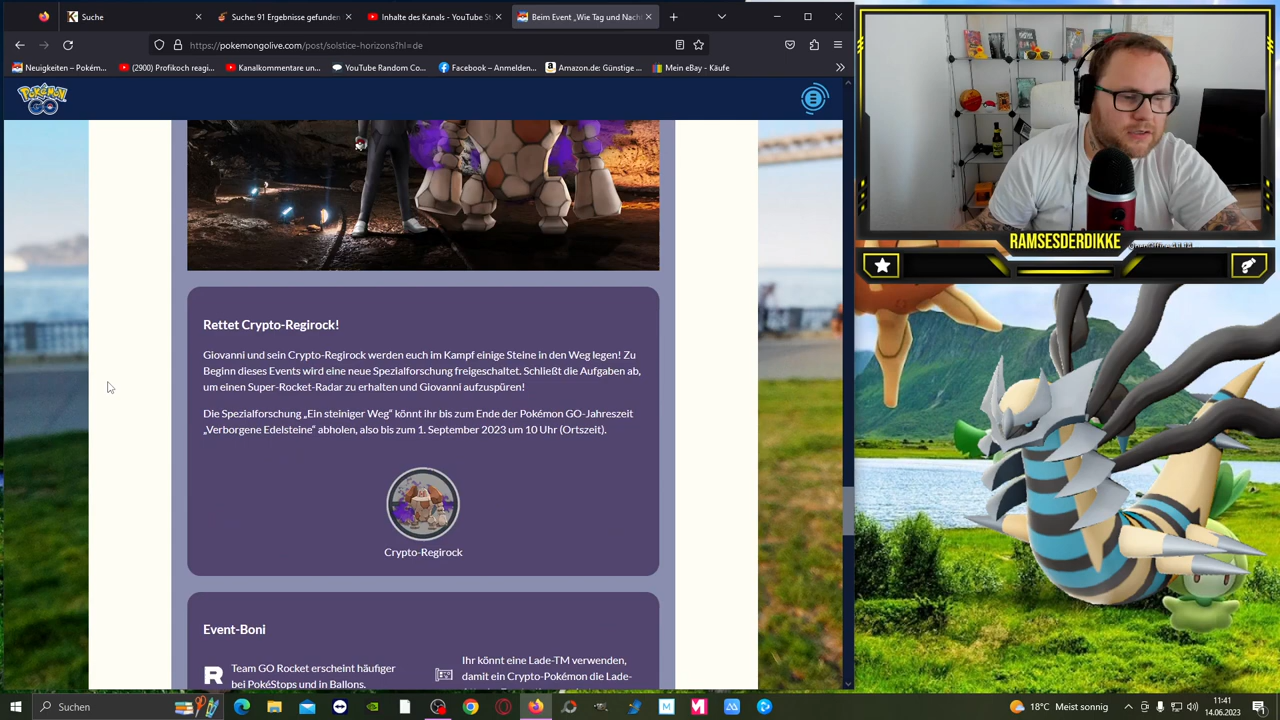 Suche
Suche: 91 Ergebnisse gefunden
Inhalte des Kanals - YouTube St
Beim Event „Wie Tag und Nach
https://pokemongolive.com/post/solstice-horizons?hl=de
Neuigkeiten – Pokém...
(2900) Profikoch reagi...
Kanalkommentare un...
YouTube Random Co...
Facebook – Anmelden...
Amazon.de: Günstige ...
Mein eBay - Käufe
POKÉMON GO
Rettet Crypto-Regirock!
Giovanni und sein Crypto-Regirock werden euch im Kampf einige Steine in den Weg legen! Zu
Beginn dieses Events wird eine neue Spezialforschung freigeschaltet. Schließt die Aufgaben ab,
um einen Super-Rocket-Radar zu erhalten und Giovanni aufzuspüren!
Die Spezialforschung „Ein steiniger Weg“ könnt ihr bis zum Ende der Pokémon GO-Jahreszeit
„Verborgene Edelsteine“ abholen, also bis zum 1. September 2023 um 10 Uhr (Ortszeit).
Crypto-Regirock
Event-Boni
Team GO Rocket erscheint häufiger
bei PokéStops und in Ballons.
Ihr könnt eine Lade-TM verwenden,
damit ein Crypto-Pokémon die Lade-
RAMSESDERDIKKE
Suchen
18°C Meist sonnig
11:41
14.06.2023